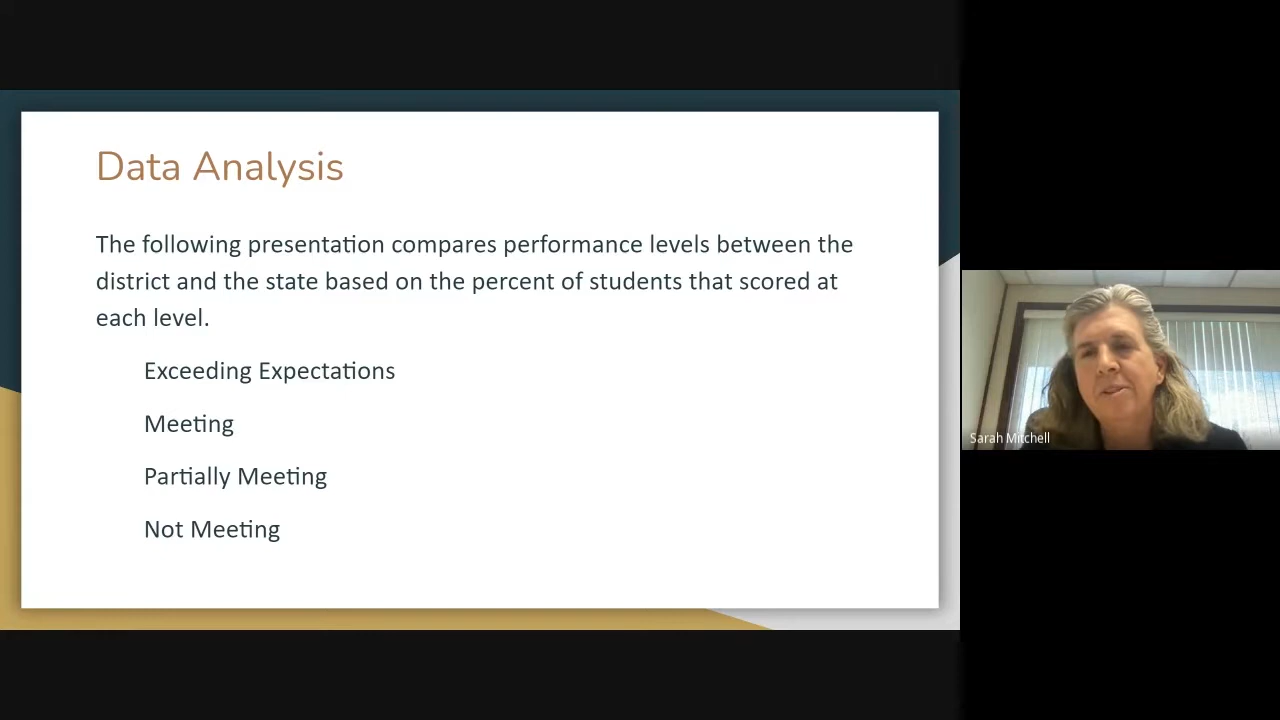 Data Analysis
The following presentation compares performance levels between the
district and the state based on the percent of students that scored at
each level.
Exceeding Expectations
Meeting
Partially Meeting
Not Meeting
Sarah Mitchell